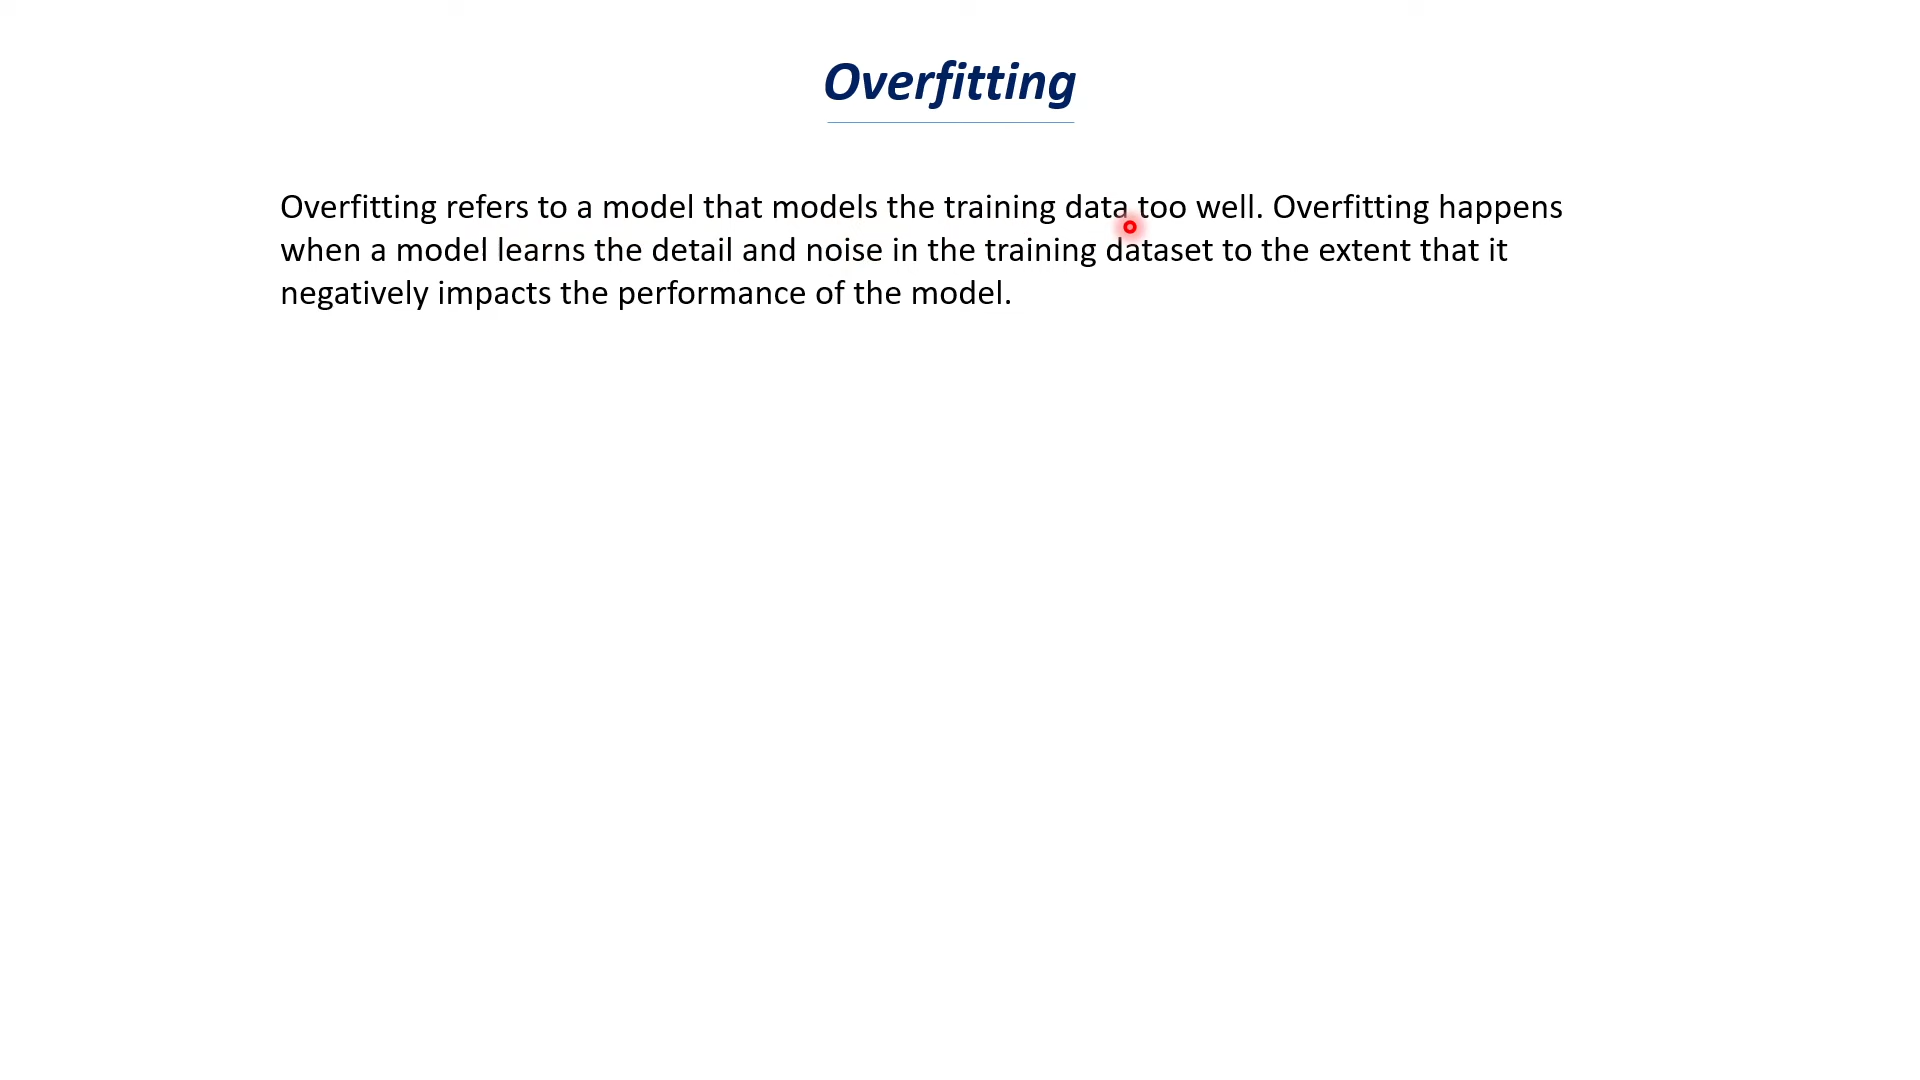 Overfitting
Overfitting refers to a model that models the training data too well. Overfitting happens
when a model learns the detail and noise in the training dataset to the extent that it
negatively impacts the performance of the model.